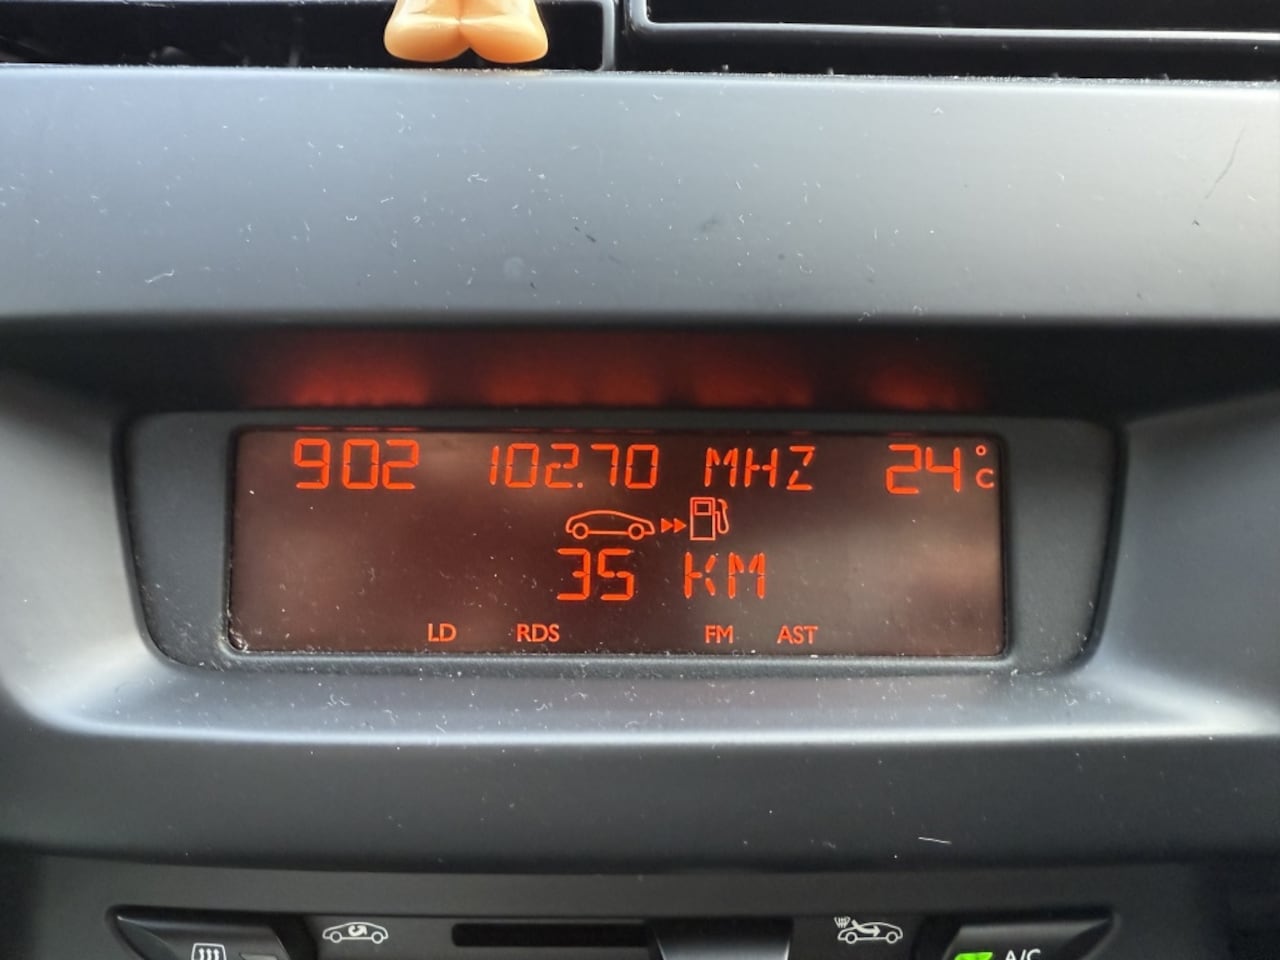 902 102.70 MHZ 24°C
35 KM
LD RDS FM AST
A/C